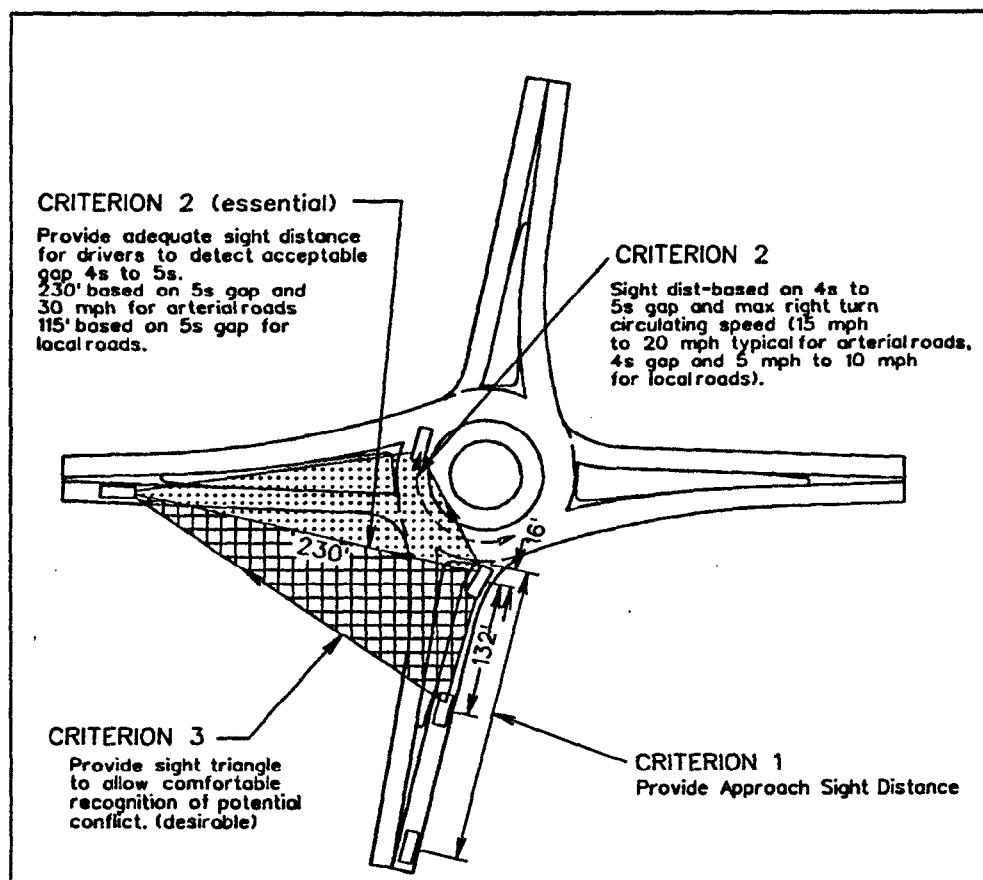 CRITERION 2 (essential)
Provide adequate sight distance
for drivers to detect acceptable
gap 4s to 5s.
230' based on 5s gap and
30 mph for arterial roads
115' based on 5s gap for
local roads.
CRITERION 2
Sight dist-based on 4s to
5s gap and max right turn
circulating speed (15 mph
to 20 mph typical for arterial roads,
4s gap and 5 mph to 10 mph
for local roads).
230'
16'
132'
CRITERION 3
Provide sight triangle
to allow comfortable
recognition of potential
conflict. (desirable)
CRITERION 1
Provide Approach Sight Distance